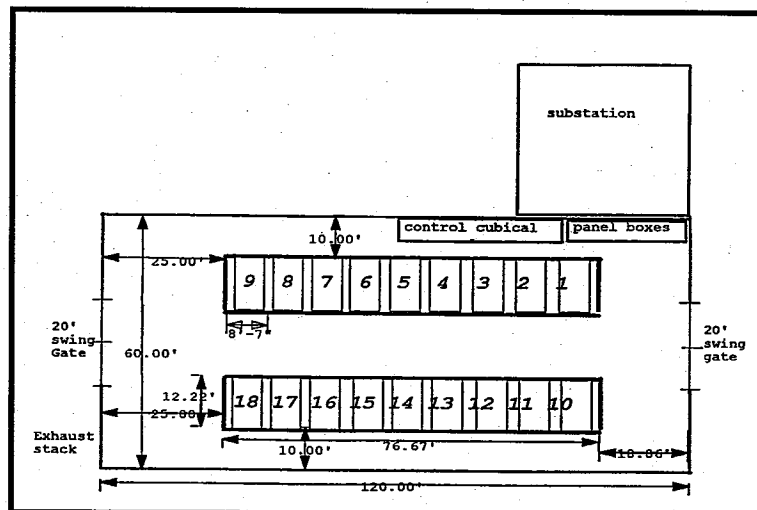 substation
control cubical
panel boxes
10.00'
25.00'
9 8 7 6 5 4 3 2 1
8'-7"
20'
swing
Gate
60.00'
20'
swing
gate
12.22'
25.00'
18 17 16 15 14 13 12 11 10
Exhaust
stack
10.00'
76.67'
18.86'
120.00'